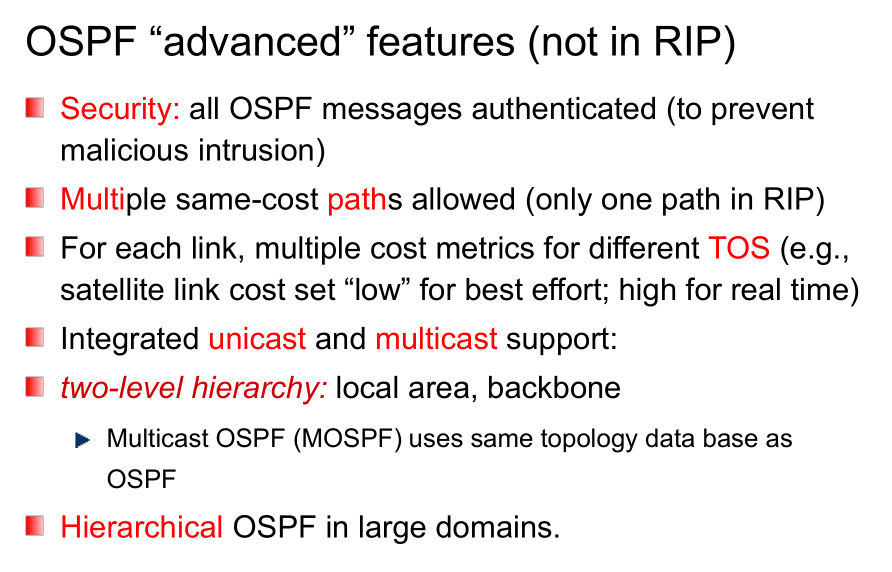 OSPF “advanced” features (not in RIP)
Security: all OSPF messages authenticated (to prevent
malicious intrusion)
Multiple same-cost paths allowed (only one path in RIP)
For each link, multiple cost metrics for different TOS (e.g.,
satellite link cost set “low” for best effort; high for real time)
Integrated unicast and multicast support:
two-level hierarchy: local area, backbone
Multicast OSPF (MOSPF) uses same topology data base as
OSPF
Hierarchical OSPF in large domains.